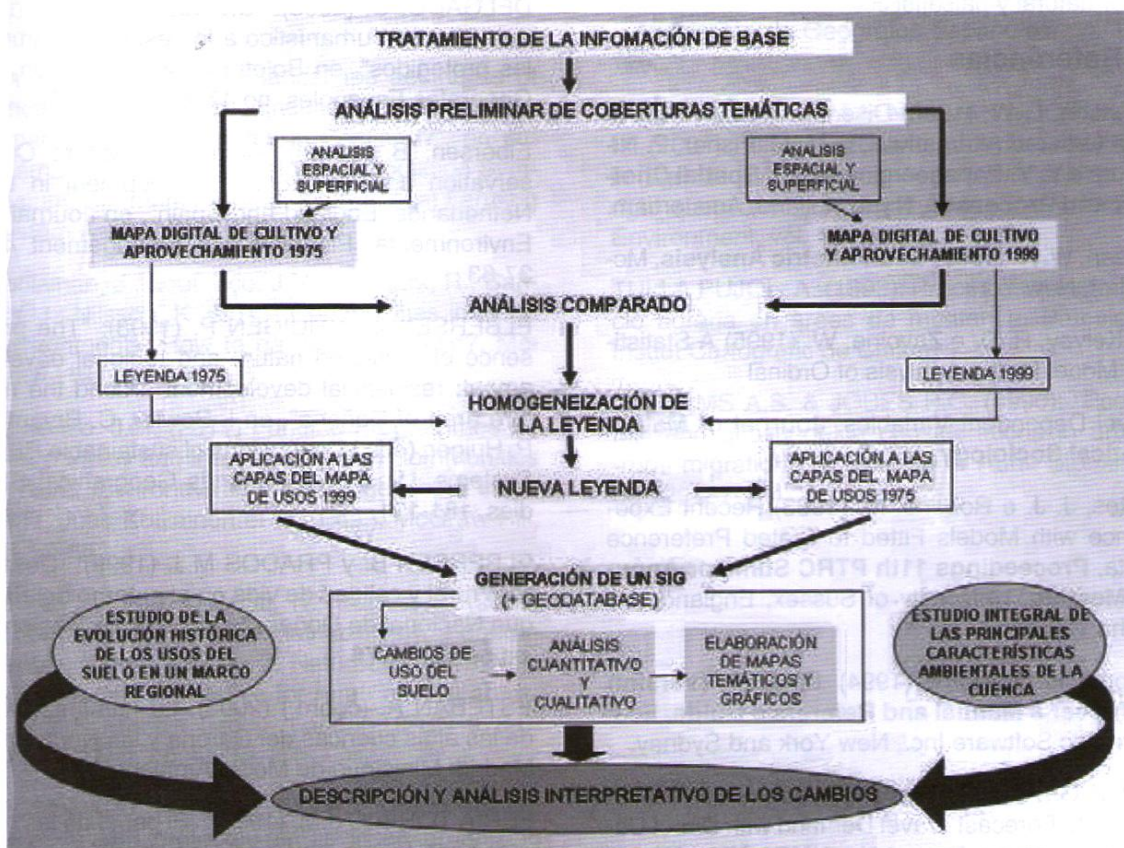 TRATAMIENTO DE LA INFOMACIÓN DE BASE
ANÁLISIS PRELIMINAR DE COBERTURAS TEMÁTICAS
ANALISIS
ESPACIAL Y
SUPERFICIAL
ANALISIS
ESPACIAL Y
SUPERFICIAL
MAPA DIGITAL DE CULTIVO Y
APROVECHAMIENTO 1975
MAPA DIGITAL DE CULTIVO
Y APROVECHAMIENTO 1999
ANÁLISIS COMPARADO
LEYENDA 1975
LEYENDA 1999
HOMOGENEIZACIÓN DE
LA LEYENDA
APLICACIÓN A LAS
CAPAS DEL MAPA
DE USOS 1999
NUEVA LEYENDA
APLICACIÓN A LAS
CAPAS DEL MAPA
DE USOS 1975
GENERACIÓN DE UN SIG
(+ GEODATABASE)
ESTUDIO DE LA
EVOLUCIÓN HISTÓRICA
DE LOS USOS DEL
SUELO EN UN MARCO
REGIONAL
CAMBIOS DE
USO DEL
SUELO
ANÁLISIS
CUANTITATIVO
Y
CUALITATIVO
ELABORACIÓN
DE MAPAS
TEMÁTICOS Y
GRÁFICOS
ESTUDIO INTEGRAL DE
LAS PRINCIPALES
CARACTERÍSTICAS
AMBIENTALES DE LA
CUENCA
DESCRIPCIÓN Y ANÁLISIS INTERPRETATIVO DE LOS CAMBIOS